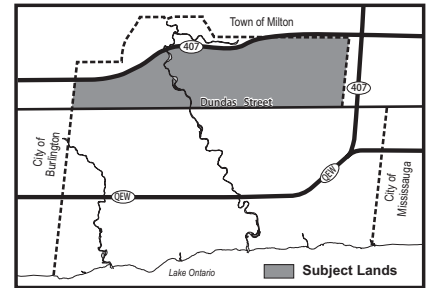 Town of Milton
407
407
Dundas Street
City of
Burlington
QEW
City of
Mississauga
QEW
Lake Ontario
Subject Lands